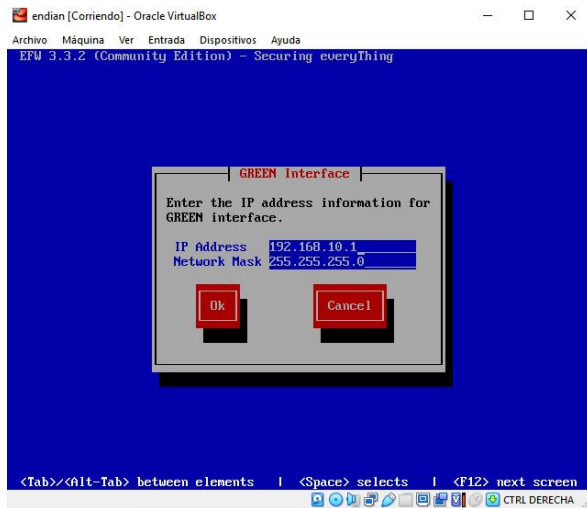 endian [Corriendo] - Oracle VirtualBox
Archivo Máquina Ver Entrada Dispositivos Ayuda
EFW 3.3.2 (Community Edition) - Securing everyThing
GREEN Interface
Enter the IP address information for
GREEN interface.
IP Address 192.168.10.1
Network Mask 255.255.255.0
Ok Cancel
<Tab>/<Alt-Tab> between elements | <Space> selects | <F12> next screen
CTRL DERECHA